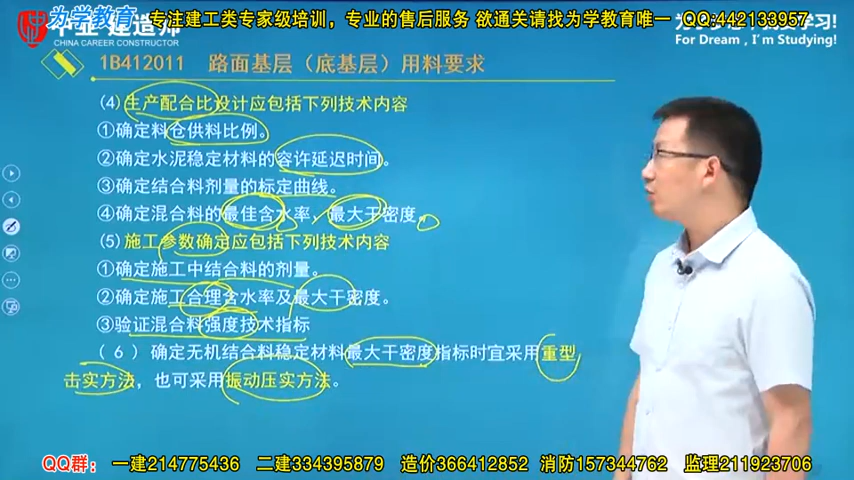 为学教育 专注建工类专家级培训，专业的售后服务 欲通关请找为学教育唯一 QQ:442133957
CHINA CAREER CONSTRUCTOR
For Dream , I'm Studying!
1B412011 路面基层（底基层）用料要求
(4)生产配合比设计应包括下列技术内容
①确定料仓供料比例。
②确定水泥稳定材料的容许延迟时间。
③确定结合料剂量的标定曲线。
④确定混合料的最佳含水率、最大干密度。
(5)施工参数确定应包括下列技术内容
①确定施工中结合料的剂量。
②确定施工合理含水率及最大干密度。
③验证混合料强度技术指标
（6）确定无机结合料稳定材料最大干密度指标时宜采用重型
击实方法，也可采用振动压实方法。
QQ群： 一建214775436 二建334395879 造价366412852 消防157344762 监理211923706